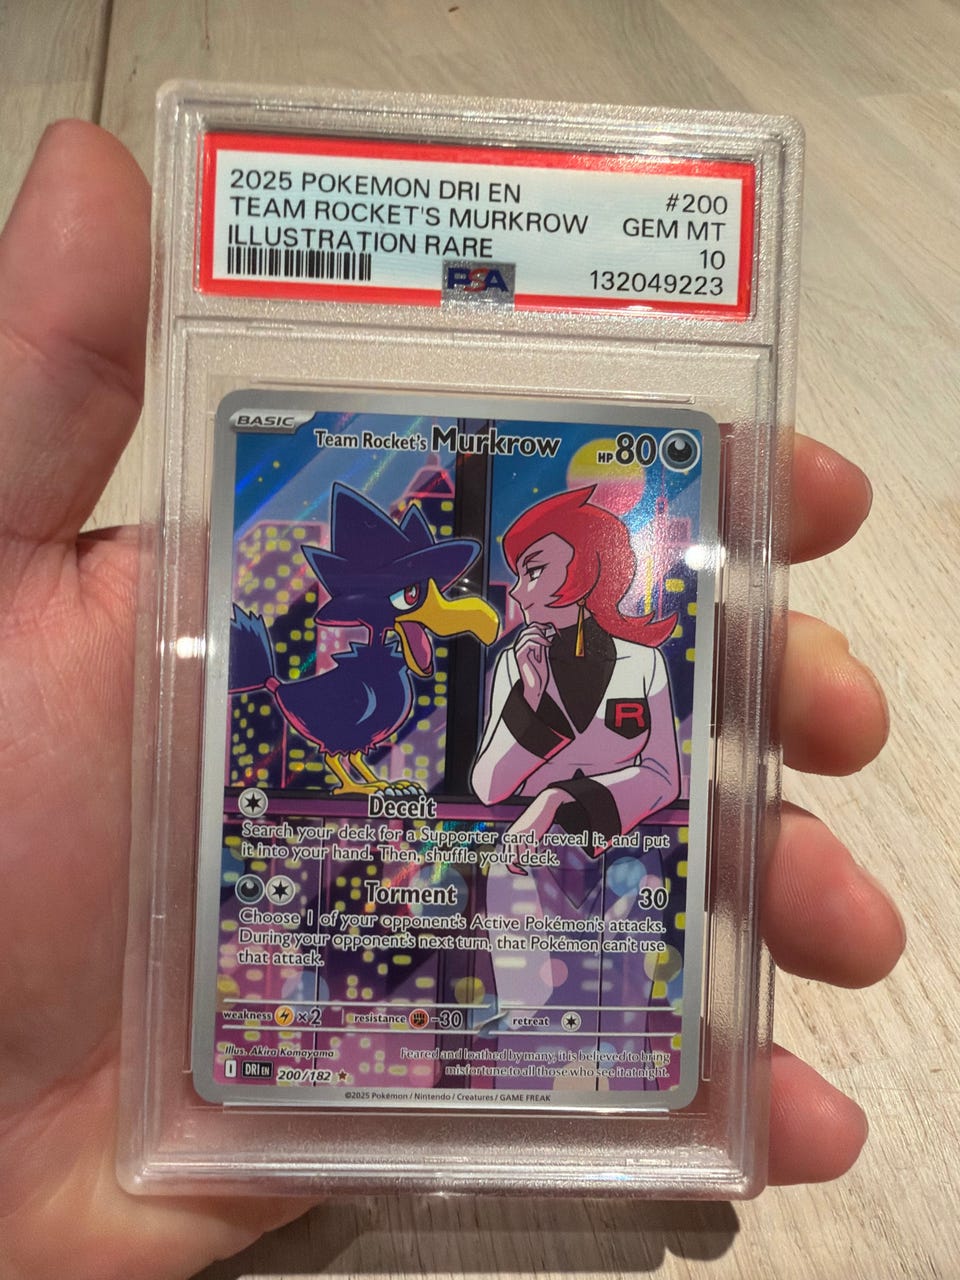 2025 POKEMON DRI EN
#200
TEAM ROCKET'S MURKROW
GEM MT
ILLUSTRATION RARE
10
PSA
132049223
BASIC
Team Rocket's Murkrow
HP 80
R
Deceit
Search your deck for a Supporter card, reveal it, and put
it into your hand. Then, shuffle your deck.
Torment 30
Choose 1 of your opponent's Active Pokémon's attacks.
During your opponent's next turn, that Pokémon can't use
that attack.
weakness ×2 resistance -30 retreat
Illus. Akira Komayama
Feared and loathed by many, it is believed to bring
misfortune to all those who see it at night.
I DRI EN 200/182
©2025 Pokémon / Nintendo / Creatures / GAME FREAK